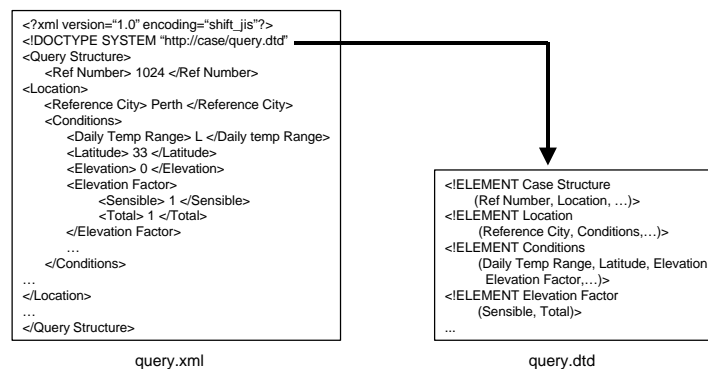 <?xml version=“1.0” encoding=“shift_jis”?>
<!DOCTYPE SYSTEM “http://case/query.dtd”
<Query Structure>
<Ref Number> 1024 </Ref Number>
<Location>
<Reference City> Perth </Reference City>
<Conditions>
<Daily Temp Range> L </Daily temp Range>
<Latitude> 33 </Latitude>
<Elevation> 0 </Elevation>
<Elevation Factor>
<Sensible> 1 </Sensible>
<Total> 1 </Total>
</Elevation Factor>
…
</Conditions>
…
</Location>
…
</Query Structure>
query.xml
<!ELEMENT Case Structure
(Ref Number, Location, …)>
<!ELEMENT Location
(Reference City, Conditions,…)>
<!ELEMENT Conditions
(Daily Temp Range, Latitude, Elevation
Elevation Factor,…)>
<!ELEMENT Elevation Factor
(Sensible, Total)>
...
query.dtd